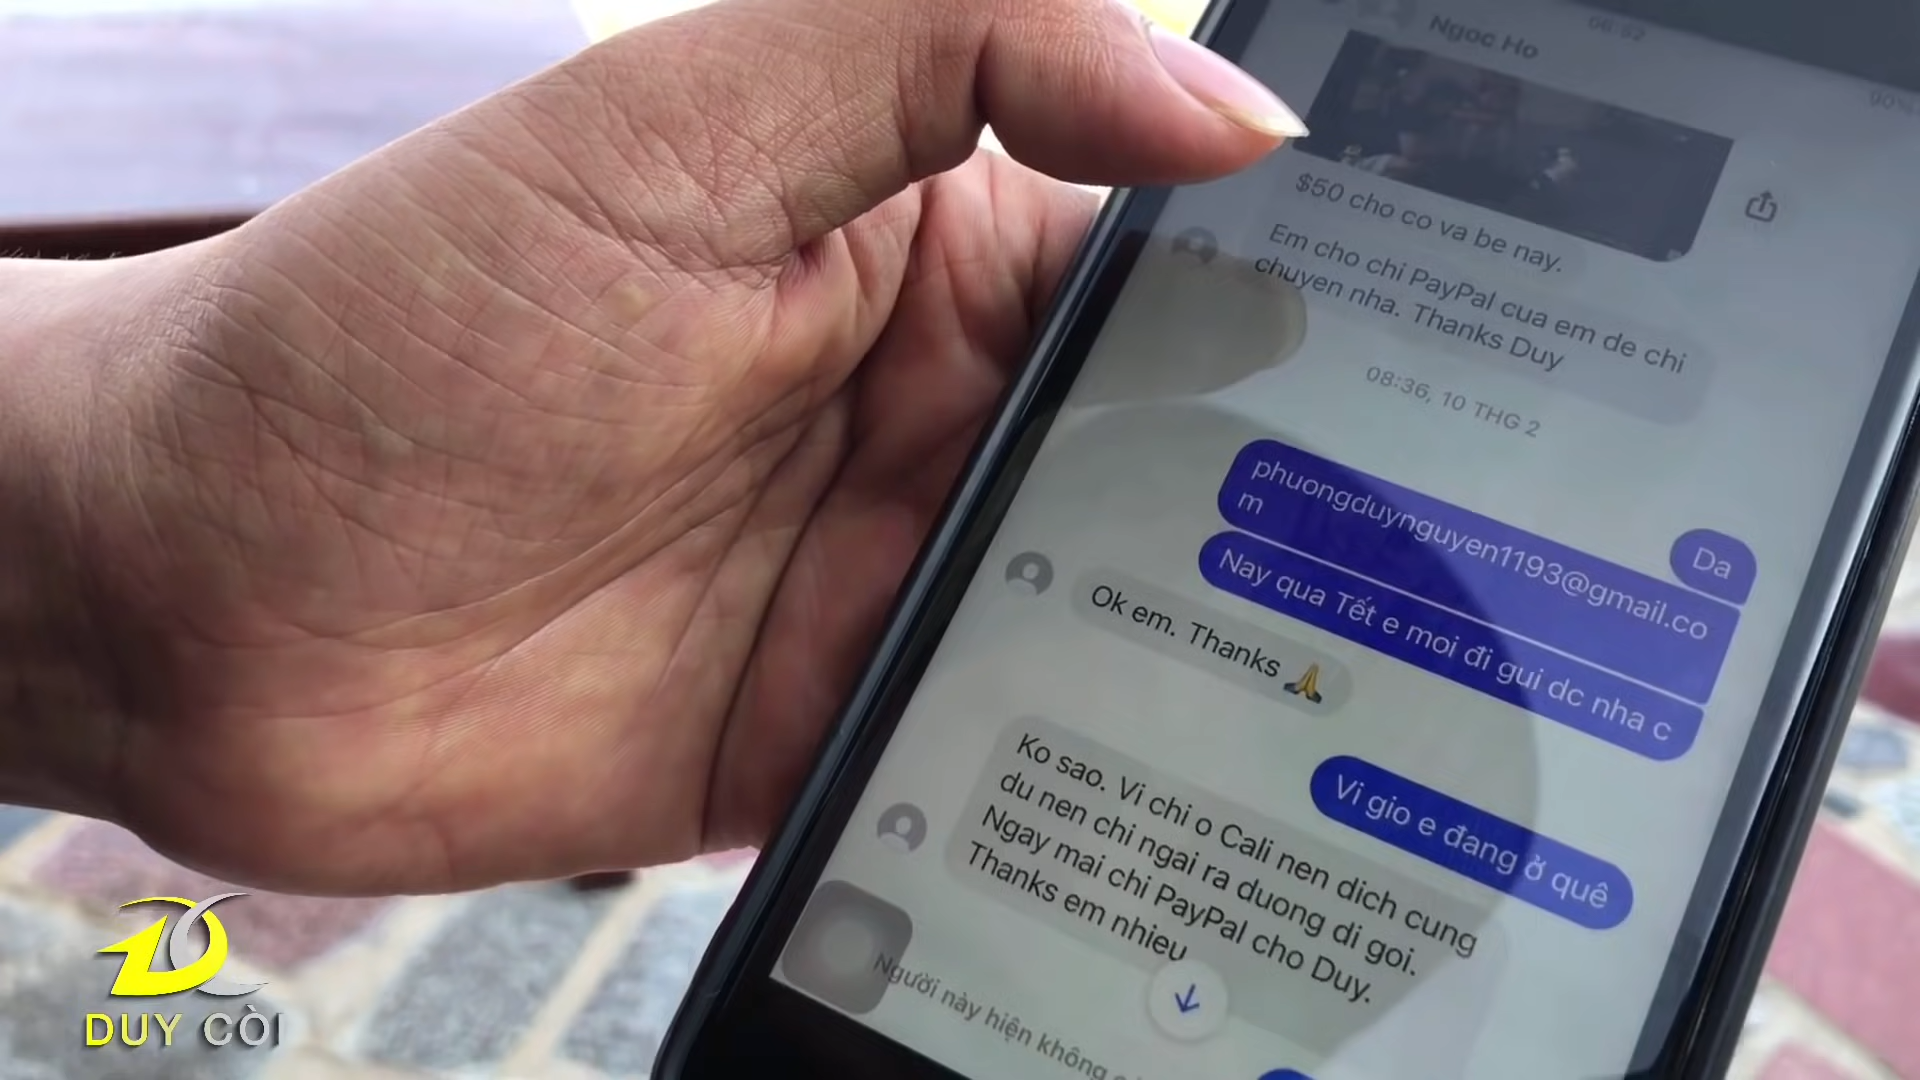 06:52
Ngoc Ho
90%
$50 cho co va be nay.
Em cho chi PayPal cua em de chi
chuyen nha. Thanks Duy
08:36, 10 THG 2
Da
phuongduynguyen1193@gmail.co
m
Nay qua Tết e moi đi gui dc nha c
Ok em. Thanks 🙏
Vi gio e đang ở quê
Ko sao. Vi chi o Cali nen dich cung
du nen chi ngai ra duong di goi.
Ngay mai chi PayPal cho Duy.
Thanks em nhieu
Người này hiện không
DUY CÒI